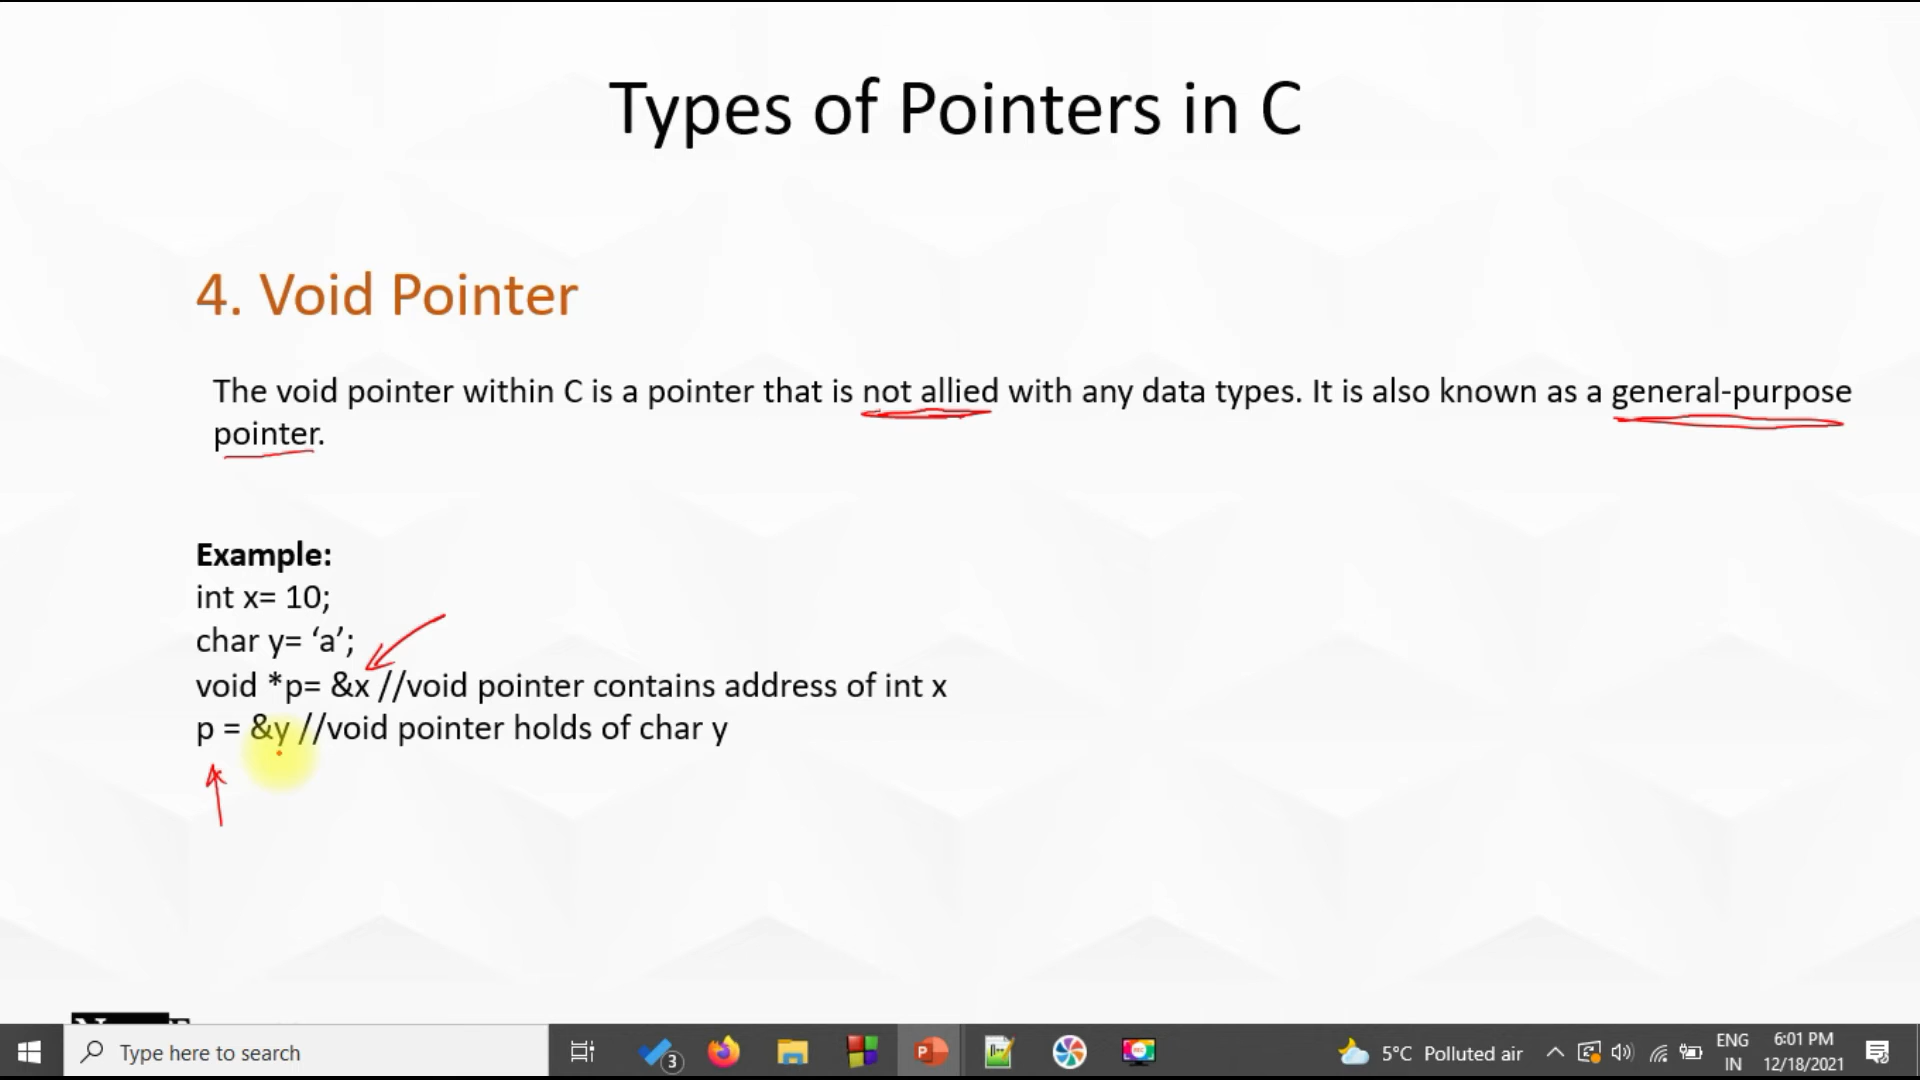 Types of Pointers in C
4. Void Pointer
The void pointer within C is a pointer that is not allied with any data types. It is also known as a general-purpose
pointer.
Example:
int x= 10;
char y= ‘a’;
void *p= &x //void pointer contains address of int x
p = &y //void pointer holds of char y
Type here to search
3
5°C Polluted air
ENG
IN
6:01 PM
12/18/2021